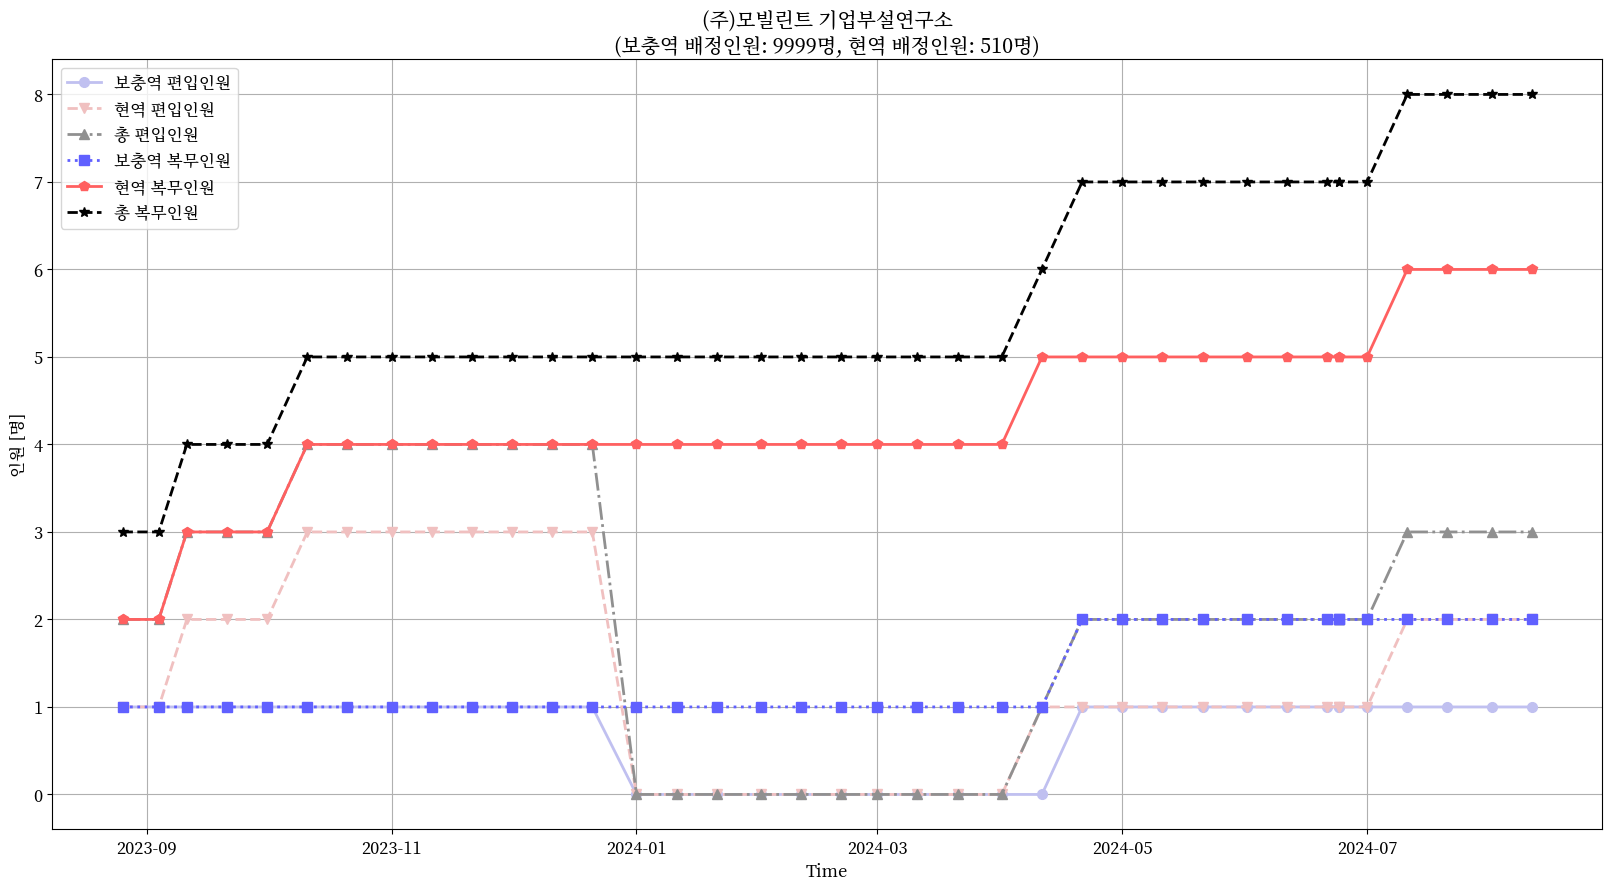 (주)모빌린트 기업부설연구소
(보충역 배정인원: 9999명, 현역 배정인원: 510명)
보충역 편입인원
현역 편입인원
총 편입인원
보충역 복무인원
현역 복무인원
총 복무인원
인원 [명]
8
7
6
5
4
3
2
1
0
2023-09 2023-11 2024-01 2024-03 2024-05 2024-07
Time